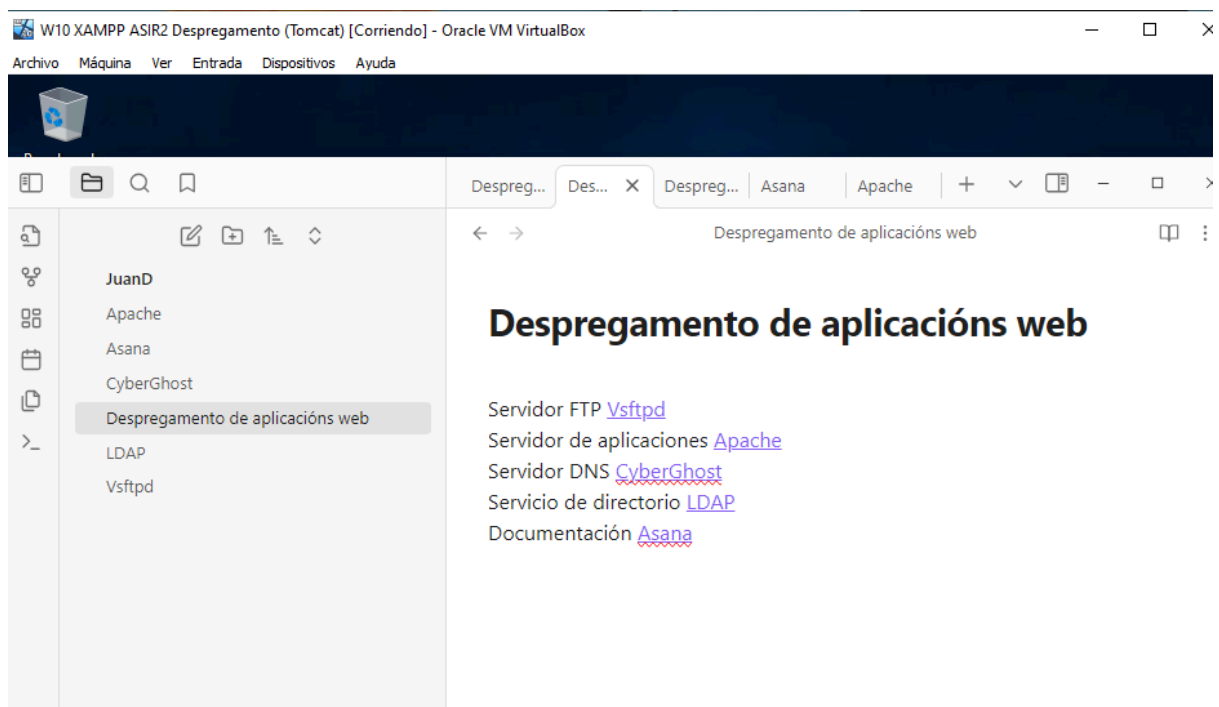 W10 XAMPP ASIR2 Despregamento (Tomcat) [Corriendo] - Oracle VM VirtualBox
Archivo Máquina Ver Entrada Dispositivos Ayuda
Despreg... Des... Despreg... Asana Apache
Despregamento de aplicacións web
JuanD
Apache
Asana
CyberGhost
Despregamento de aplicacións web
LDAP
Vsftpd
Despregamento de aplicacións web
Servidor FTP Vsftpd
Servidor de aplicaciones Apache
Servidor DNS CyberGhost
Servicio de directorio LDAP
Documentación Asana